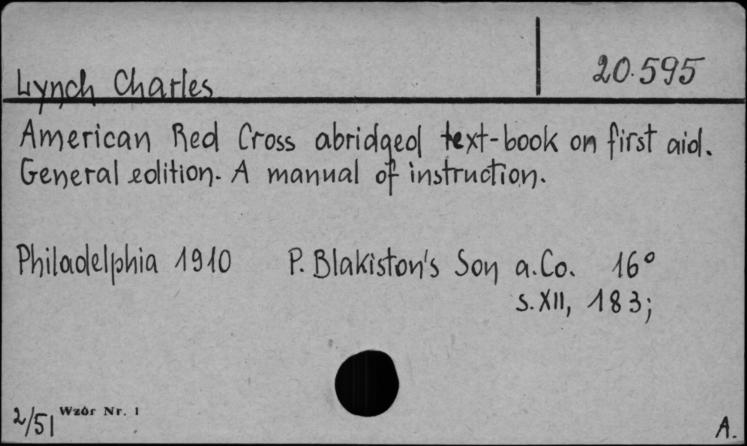 Lynch Charles
20.595
American Red Cross abridged text-book on first aid.
General edition. A manual of instruction.
Philadelphia 1910 P. Blakiston's Son a. Co. 16°
s. XII, 183;
2/51 Wzór Nr. 1
A.